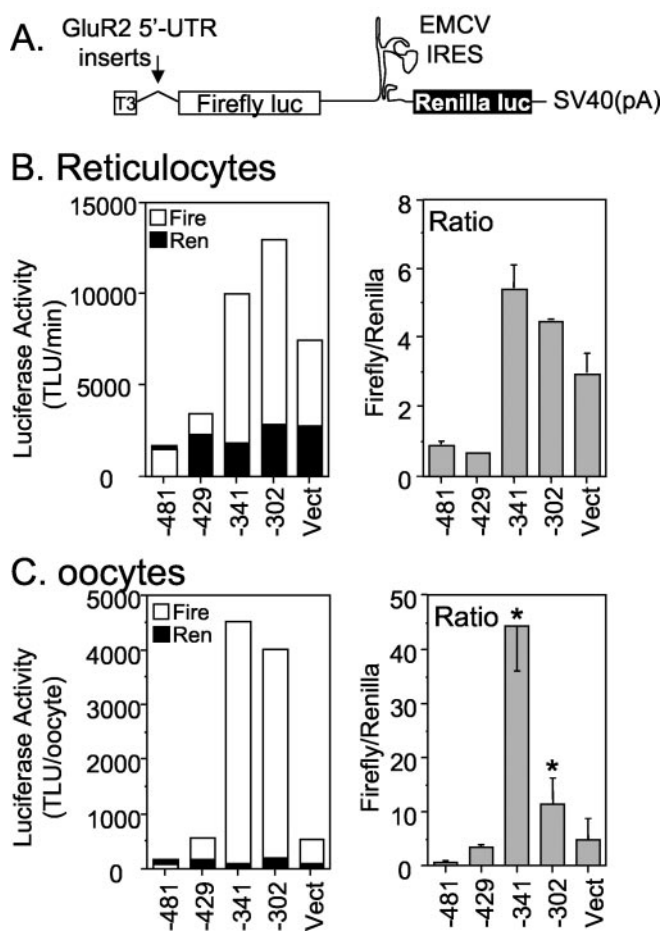 A.
GluR2 5'-UTR
inserts
EMCV
IRES
T3
Firefly luc
Renilla luc
SV40(pA)
B. Reticulocytes
Luciferase Activity
(TLU/min)
15000
10000
5000
0
Fire
Ren
-481
-429
-341
-302
Vect
Ratio
Firefly/Renilla
8
6
4
2
0
-481
-429
-341
-302
Vect
C. oocytes
Luciferase Activity
(TLU/oocyte)
5000
4000
3000
2000
1000
0
Fire
Ren
-481
-429
-341
-302
Vect
Ratio
Firefly/Renilla
50
40
30
20
10
0
*
*
-481
-429
-341
-302
Vect